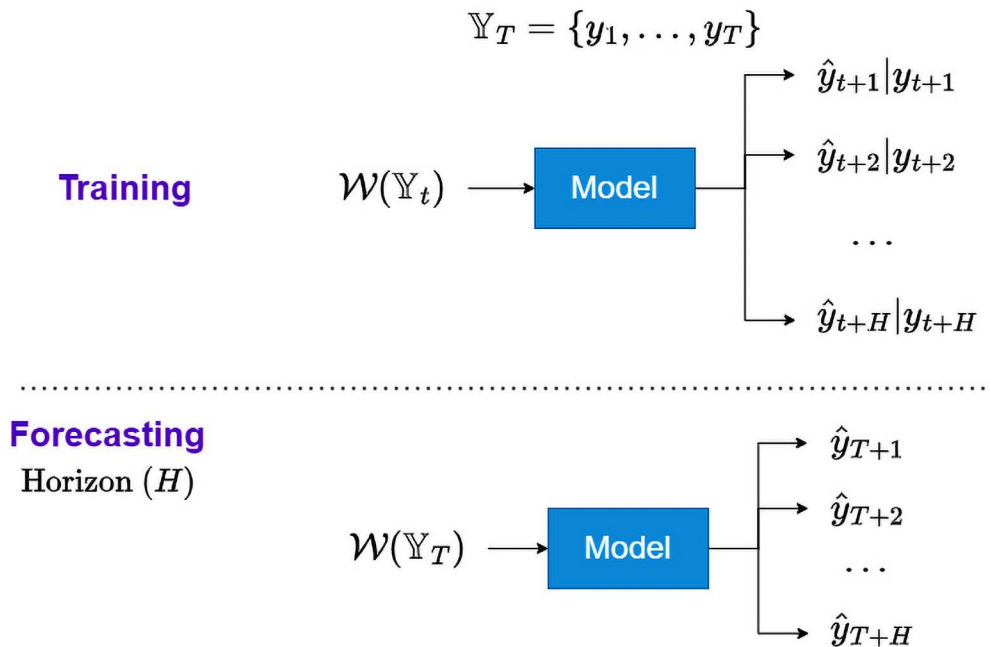 𝕐_T = {y_1, . . . , y_T}
ŷ_{t+1}|y_{t+1}
ŷ_{t+2}|y_{t+2}
Training
𝒲(𝕐_t)
Model
. . .
ŷ_{t+H}|y_{t+H}
Forecasting
Horizon (H)
ŷ_{T+1}
ŷ_{T+2}
𝒲(𝕐_T)
Model
. . .
ŷ_{T+H}